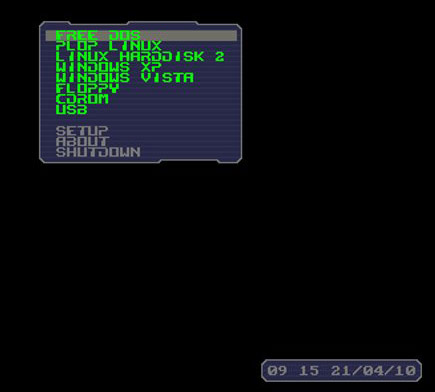 FREE DOS
PLOP LINUX
LINUX HARDDISK 2
WINDOWS XP
WINDOWS VISTA
FLOPPY
CDROM
USB
SETUP
ABOUT
SHUTDOWN
09 15 21/04/10